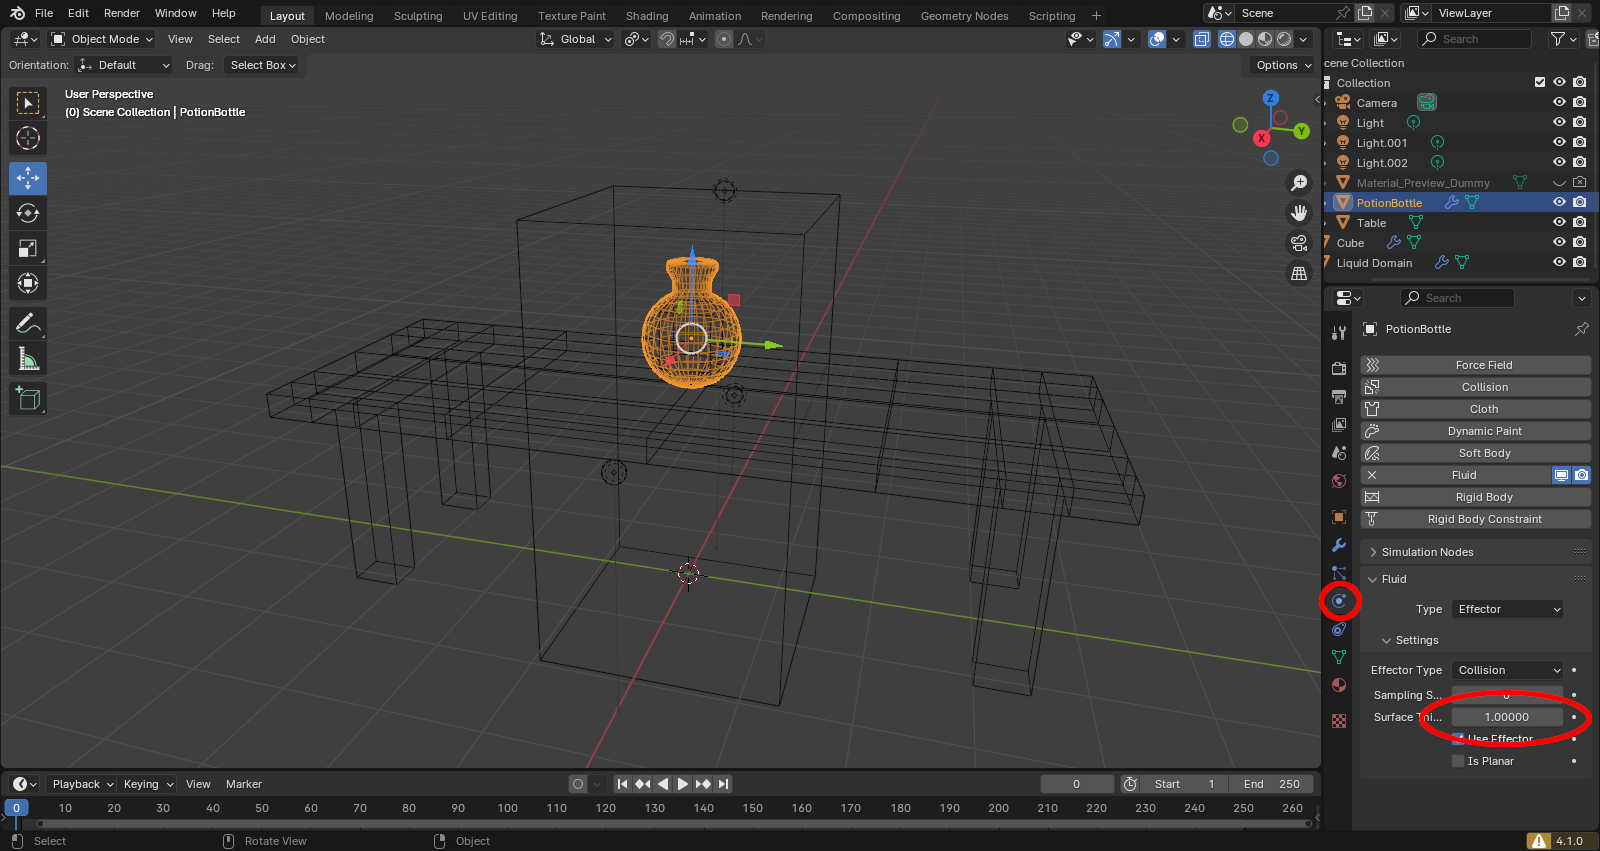 File Edit Render Window Help Layout Modeling Sculpting UV Editing Texture Paint Shading Animation Rendering Compositing Geometry Nodes Scripting + Scene ViewLayer
Object Mode View Select Add Object Global Search
Orientation: Default Drag: Select Box Options
User Perspective
(0) Scene Collection | PotionBottle
Z
Y
X
cene Collection
Collection
Camera
Light
Light.001
Light.002
Material_Preview_Dummy
PotionBottle
Table
Cube
Liquid Domain
Search
PotionBottle
Force Field
Collision
Cloth
Dynamic Paint
Soft Body
Fluid
Rigid Body
Rigid Body Constraint
Simulation Nodes
Fluid
Type Effector
Settings
Effector Type Collision
Sampling S... 0
Surface Thi... 1.00000
Use Effector
Is Planar
Playback Keying View Marker 0 Start 1 End 250
0 10 20 30 40 50 60 70 80 90 100 110 120 130 140 150 160 170 180 190 200 210 220 230 240 250 260
Select Rotate View Object 4.1.0